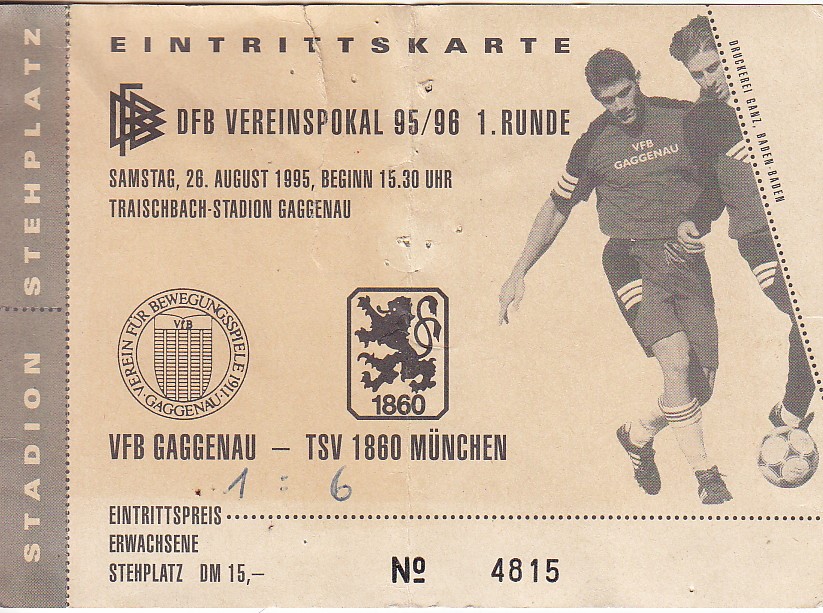 STADION STEHPLATZ
EINTRITTSKARTE
DFB VEREINSPOKAL 95/96 1. RUNDE
SAMSTAG, 26. AUGUST 1995, BEGINN 15.30 UHR
TRAISCHBACH-STADION GAGGENAU
VFB
GAGGENAU
DRUCKEREI GANZ, BADEN-BADEN
VEREIN FÜR BEWEGUNGSSPIELE 1911
GAGGENAU
VfB
1860
VFB GAGGENAU — TSV 1860 MÜNCHEN
1 : 6
EINTRITTSPREIS
ERWACHSENE
STEHPLATZ DM 15,–
Nº 4815